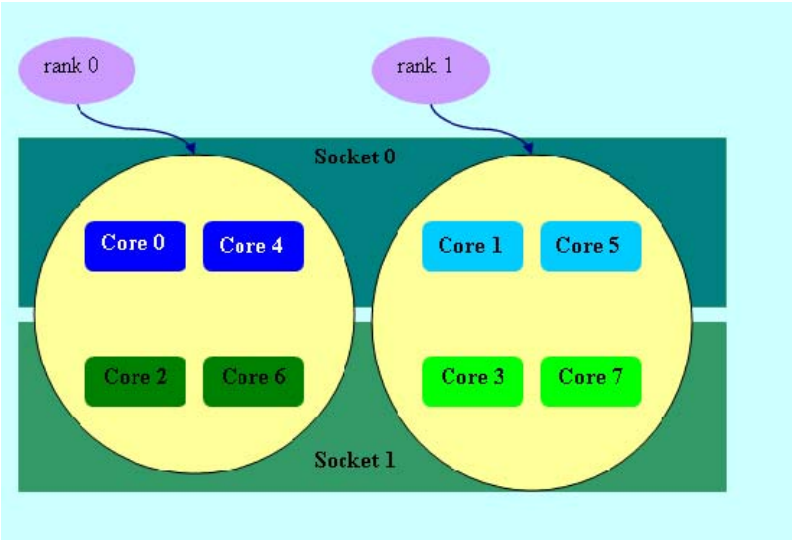 rank 0
rank 1
Socket 0
Core 0
Core 4
Core 1
Core 5
Core 2
Core 6
Core 3
Core 7
Socket 1